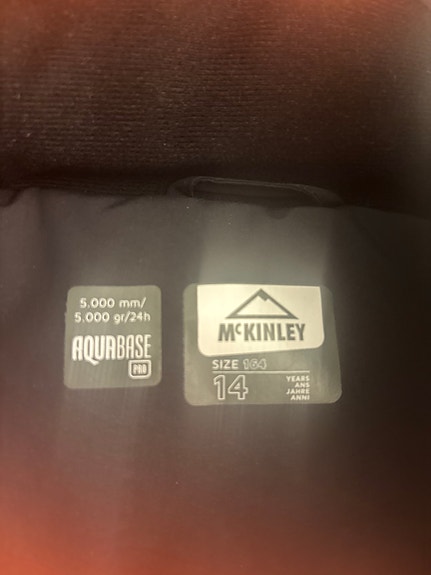 5.000 mm/
5.000 gr/24h
AQUABASE
PRO
McKINLEY
SIZE 164
14
YEARS
ANS
JAHRE
ANNI